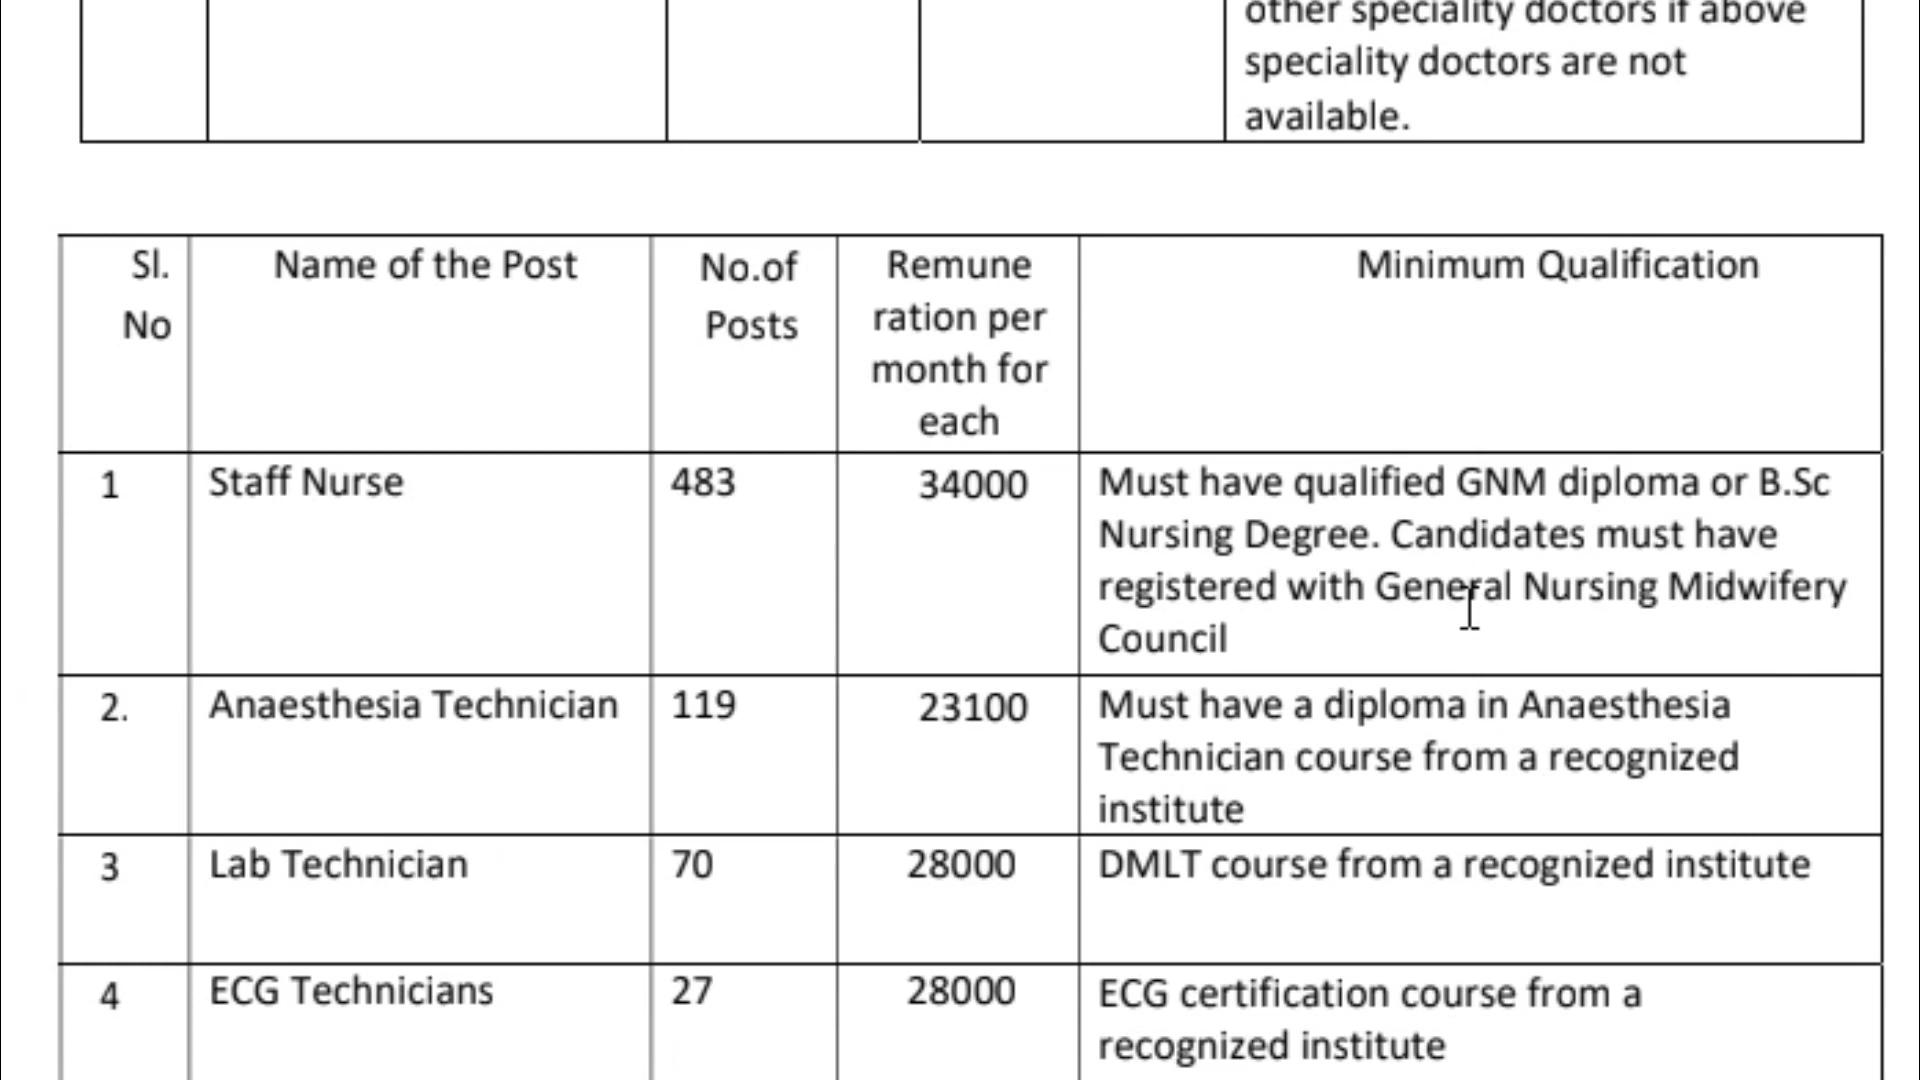 other speciality doctors if above
speciality doctors are not
available.
Sl. No
Name of the Post
No.of Posts
Remune
ration per
month for
each
Minimum Qualification
1
Staff Nurse
483
34000
Must have qualified GNM diploma or B.Sc
Nursing Degree. Candidates must have
registered with General Nursing Midwifery
Council
2.
Anaesthesia Technician
119
23100
Must have a diploma in Anaesthesia
Technician course from a recognized
institute
3
Lab Technician
70
28000
DMLT course from a recognized institute
4
ECG Technicians
27
28000
ECG certification course from a
recognized institute